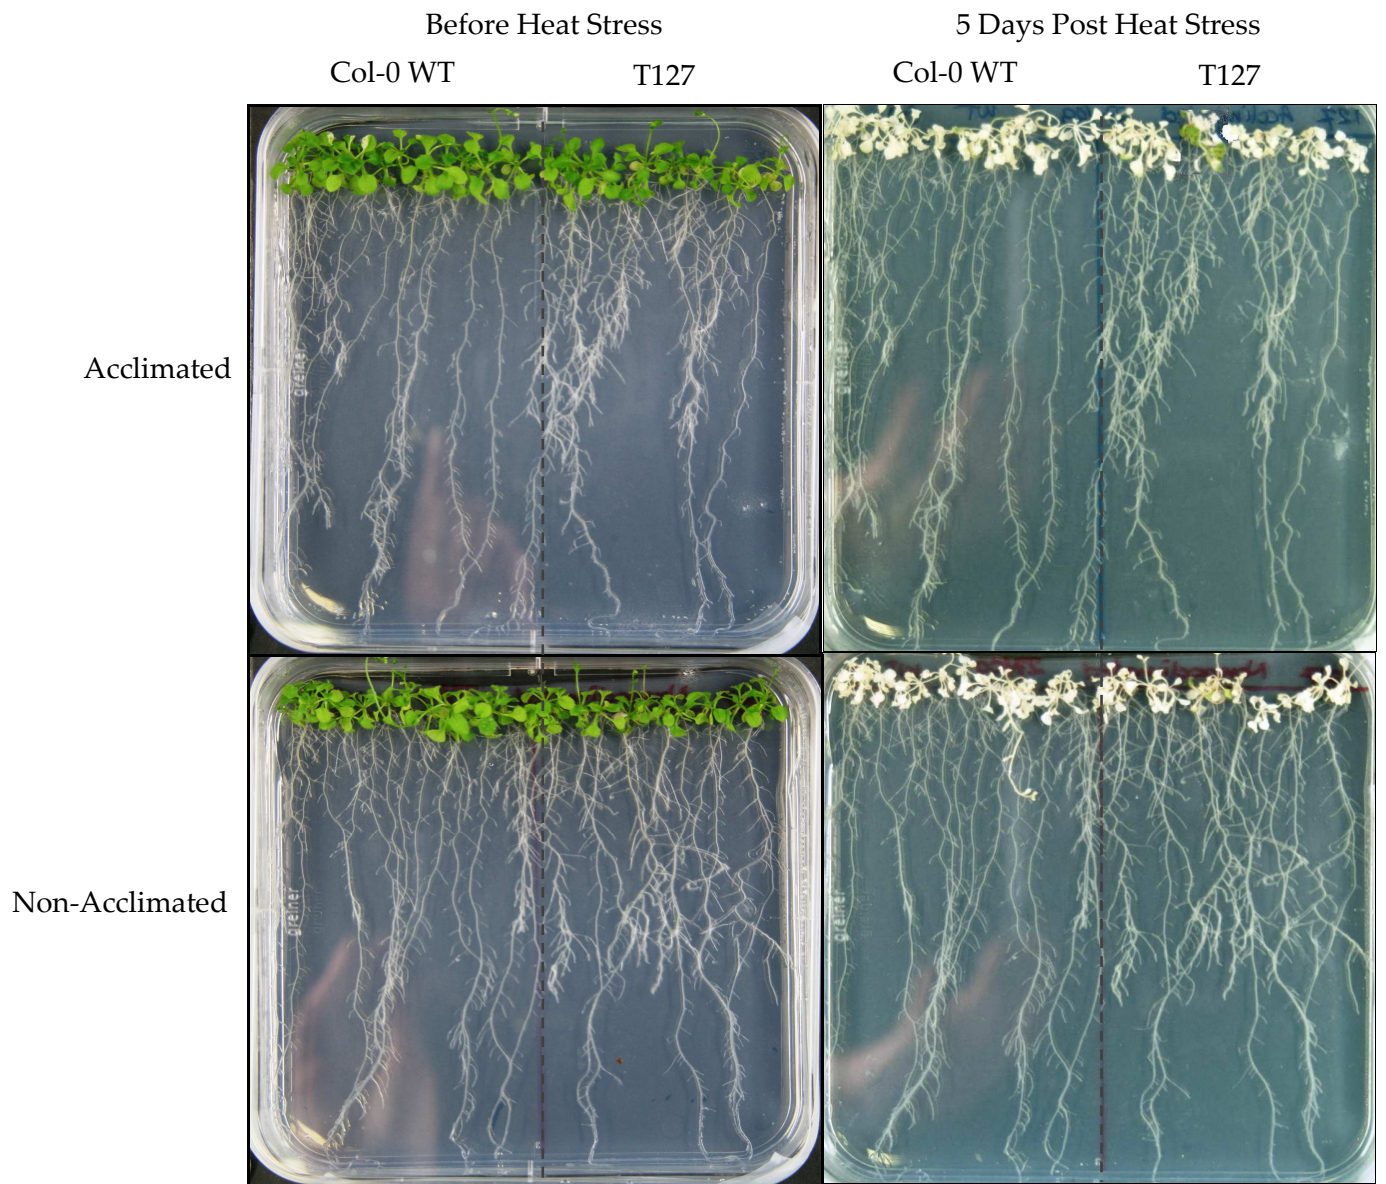 Before Heat Stress 5 Days Post Heat Stress
Col-0 WT T127 Col-0 WT T127
Acclimated
greiner
greiner
Non-Acclimated
greiner
greiner